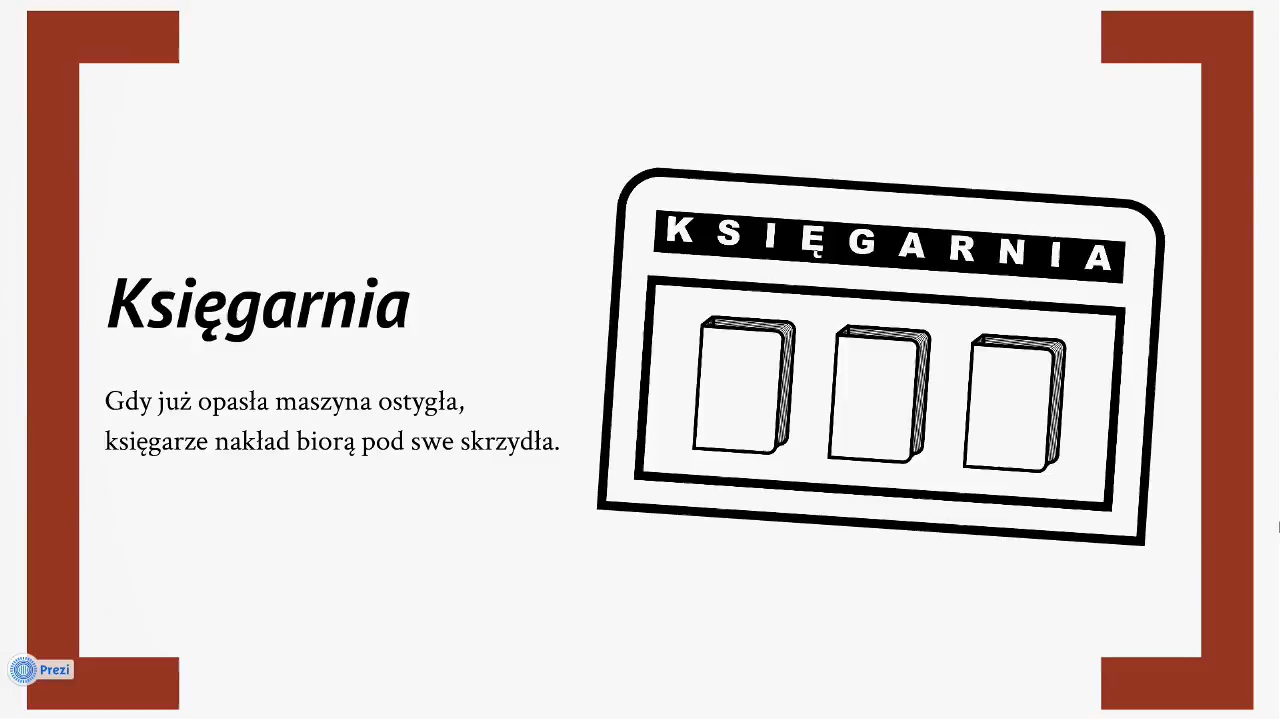 Księgarnia
Gdy już opasła maszyna ostygła,
księgarze nakład biorą pod swe skrzydła.
KSIĘGARNIA
Prezi